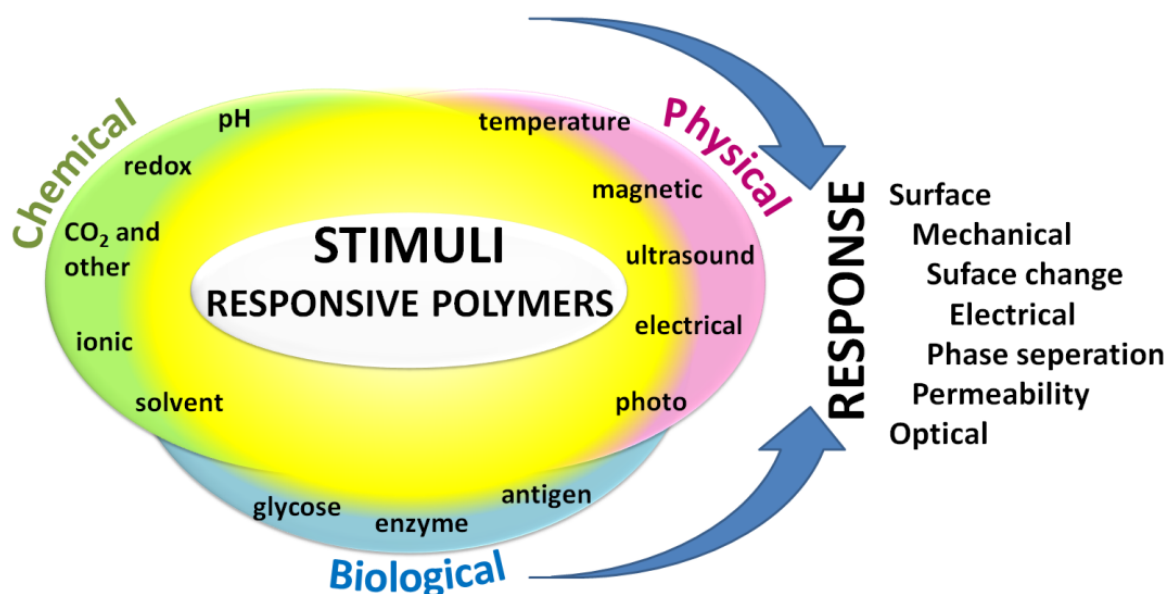 Chemical
pH
redox
CO₂ and
other
ionic
solvent
Physical
temperature
magnetic
ultrasound
electrical
photo
STIMULI
RESPONSIVE POLYMERS
glycose
enzyme
antigen
Biological
RESPONSE
Surface
Mechanical
Suface change
Electrical
Phase seperation
Permeability
Optical